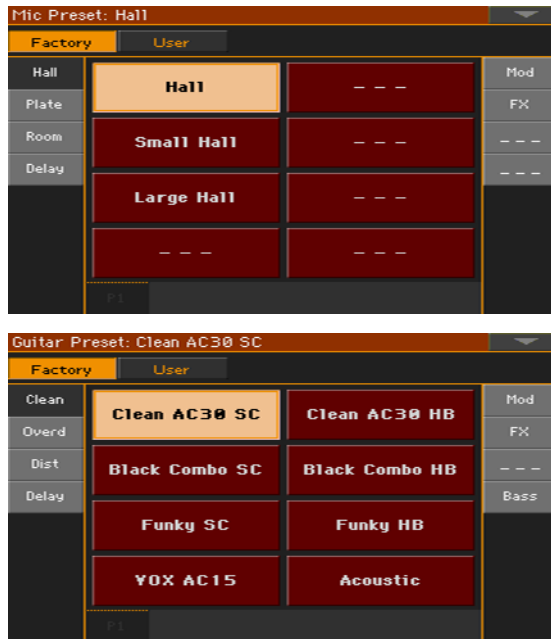 Mic Preset: Hall
Factory User
Hall Hall - - - Mod
Plate FX
Room Small Hall - - - - - -
Delay - - -
Large Hall - - -
- - - - - -
P1
Guitar Preset: Clean AC30 SC
Factory User
Clean Clean AC30 SC Clean AC30 HB Mod
Overd FX
Dist Black Combo SC Black Combo HB - - -
Delay Bass
Funky SC Funky HB
VOX AC15 Acoustic
P1